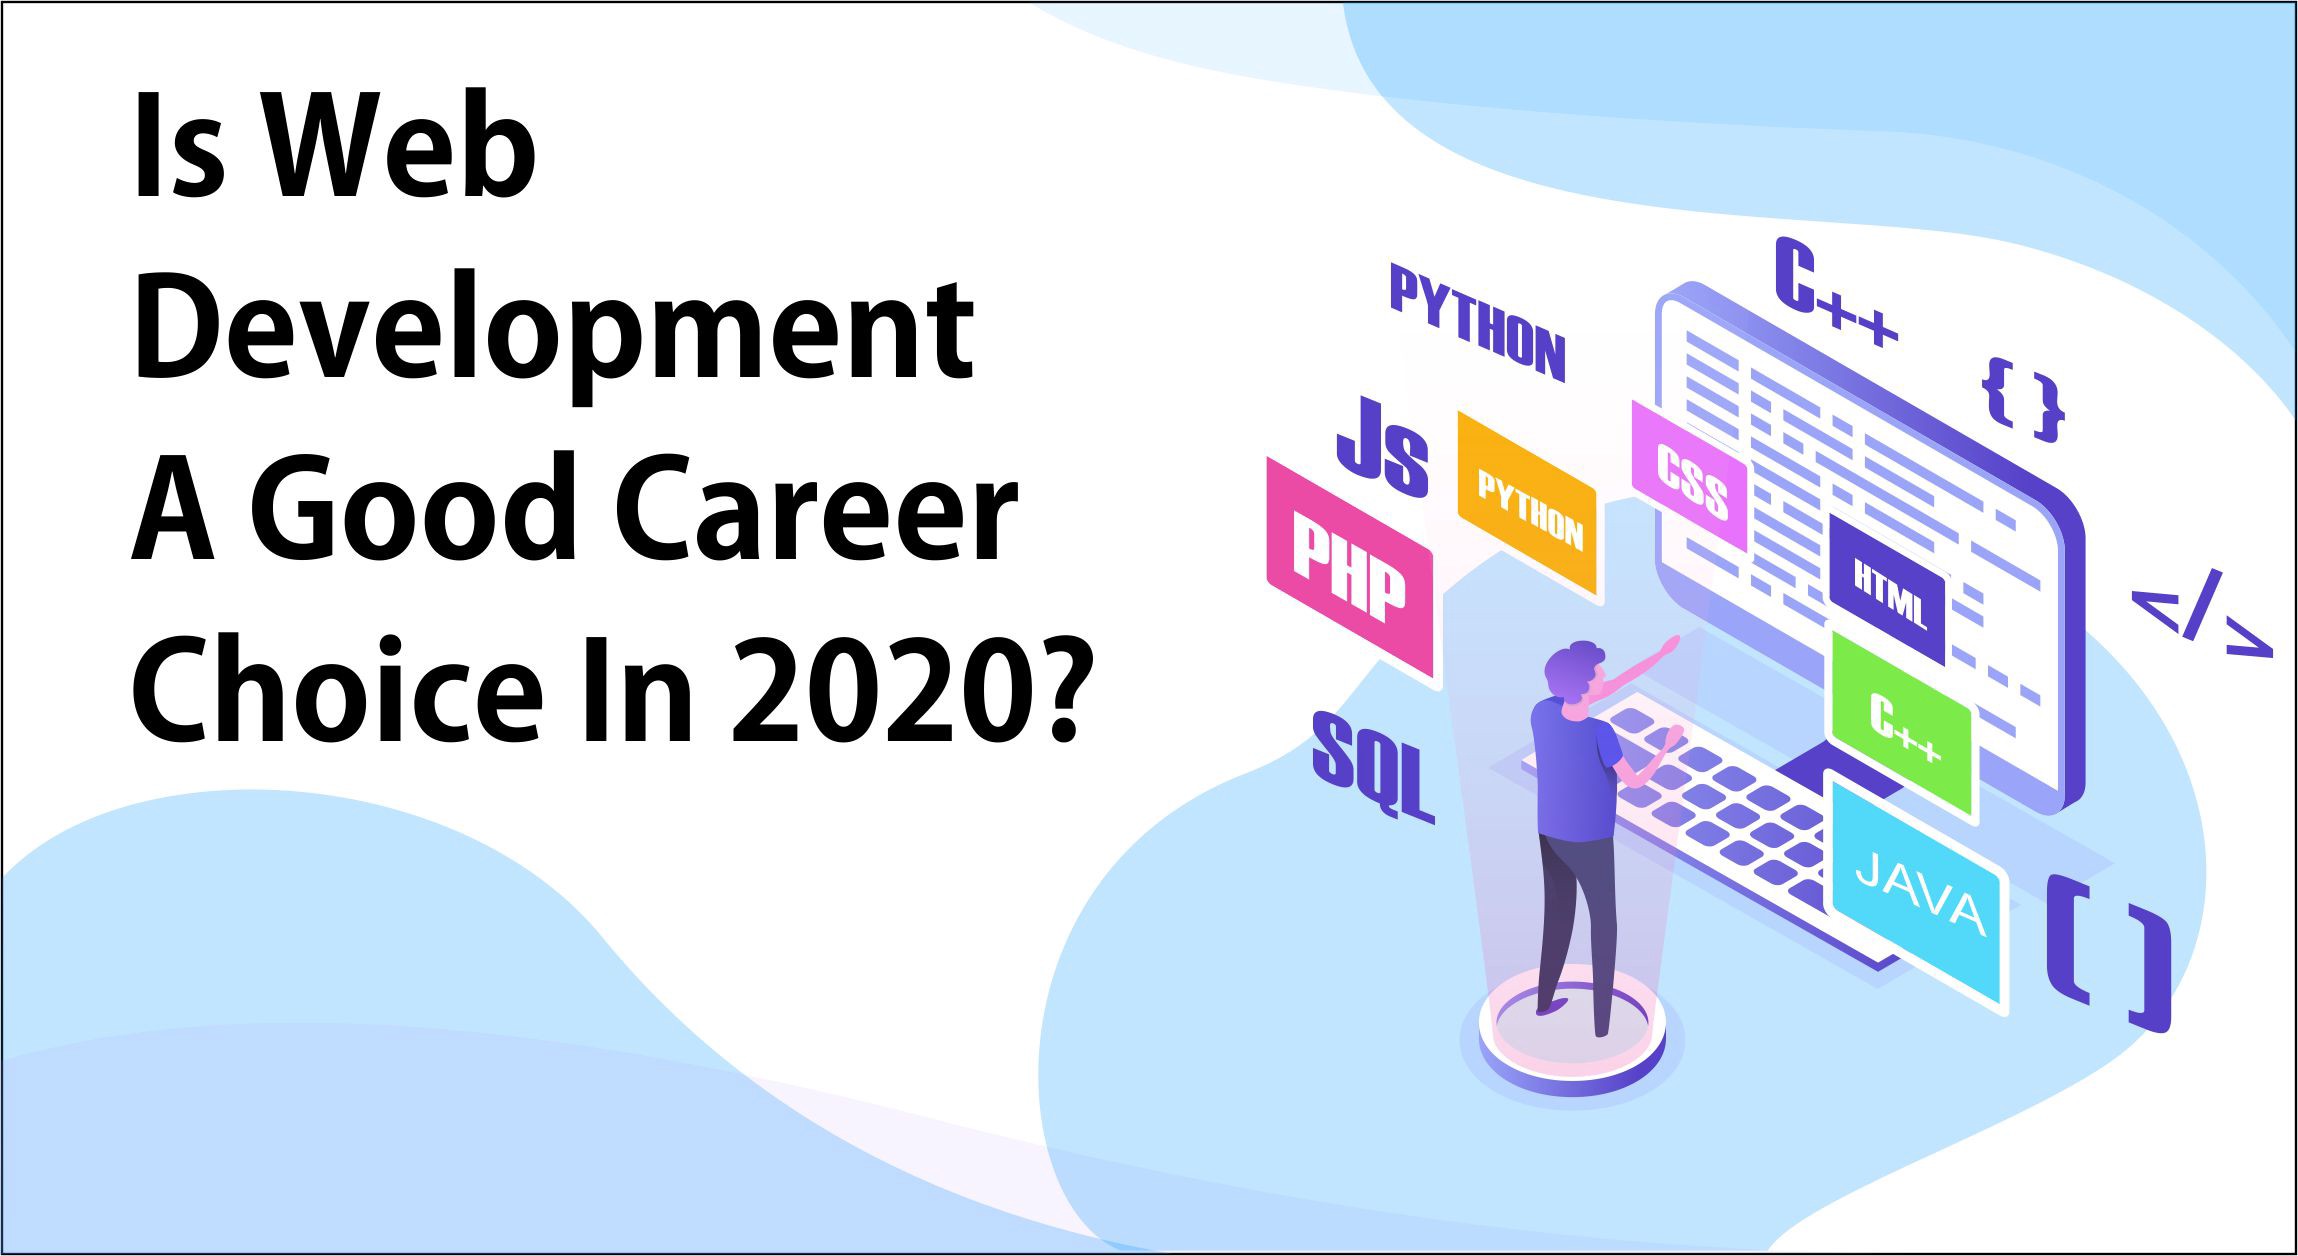 Is Web
Development
A Good Career
Choice In 2020?
PYTHON
C++
{ }
JS
PYTHON
CSS
PHP
HTML
</>
C++
SQL
JAVA
[ ]